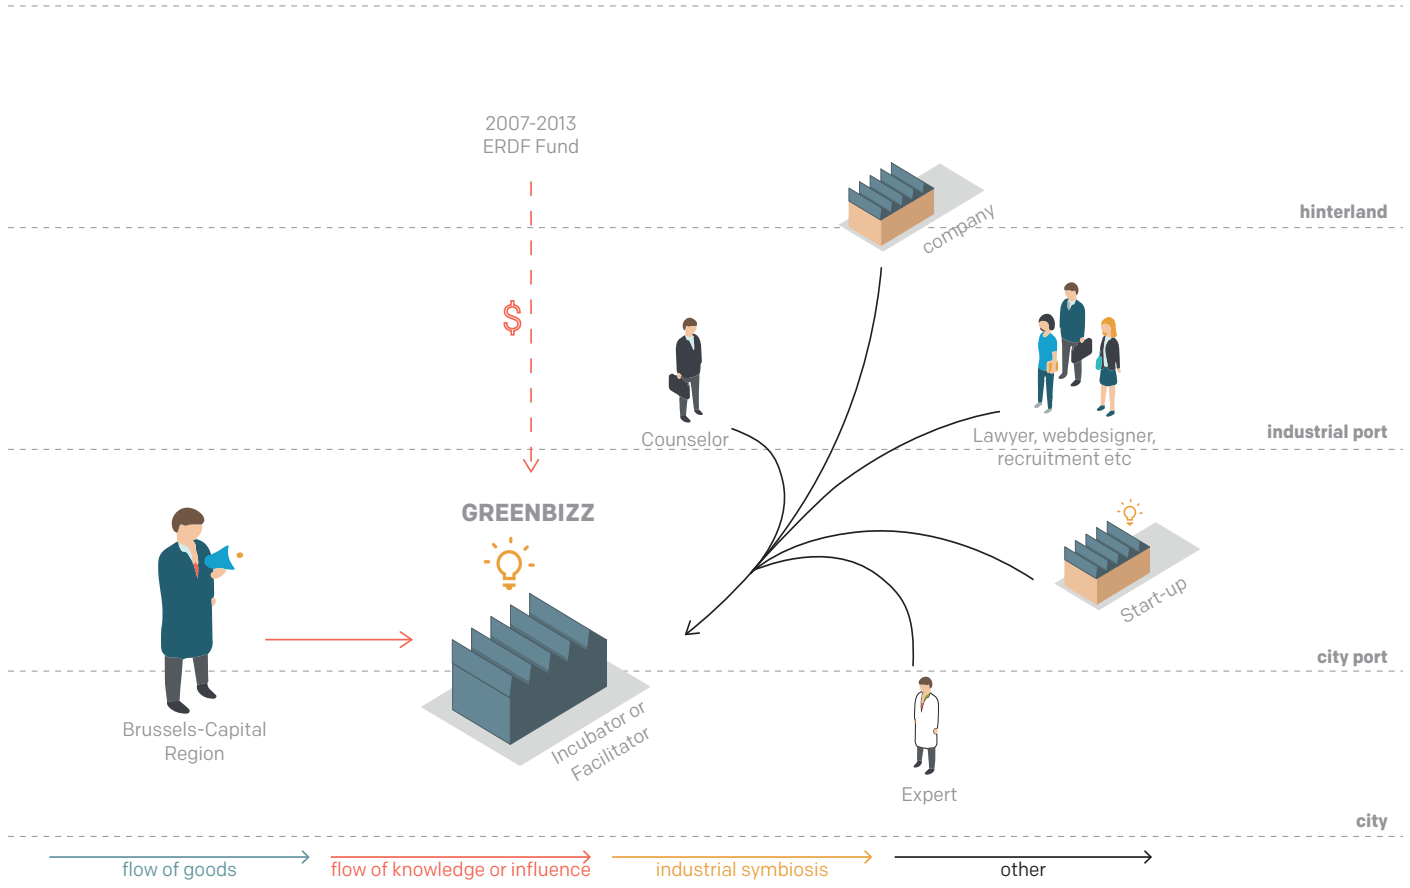 2007-2013
ERDF Fund
company
hinterland
$
Counselor
Lawyer, webdesigner,
recruitment etc
industrial port
GREENBIZZ
Start-up
Incubator or
Facilitator
city port
Brussels-Capital
Region
Expert
city
flow of goods
flow of knowledge or influence
industrial symbiosis
other